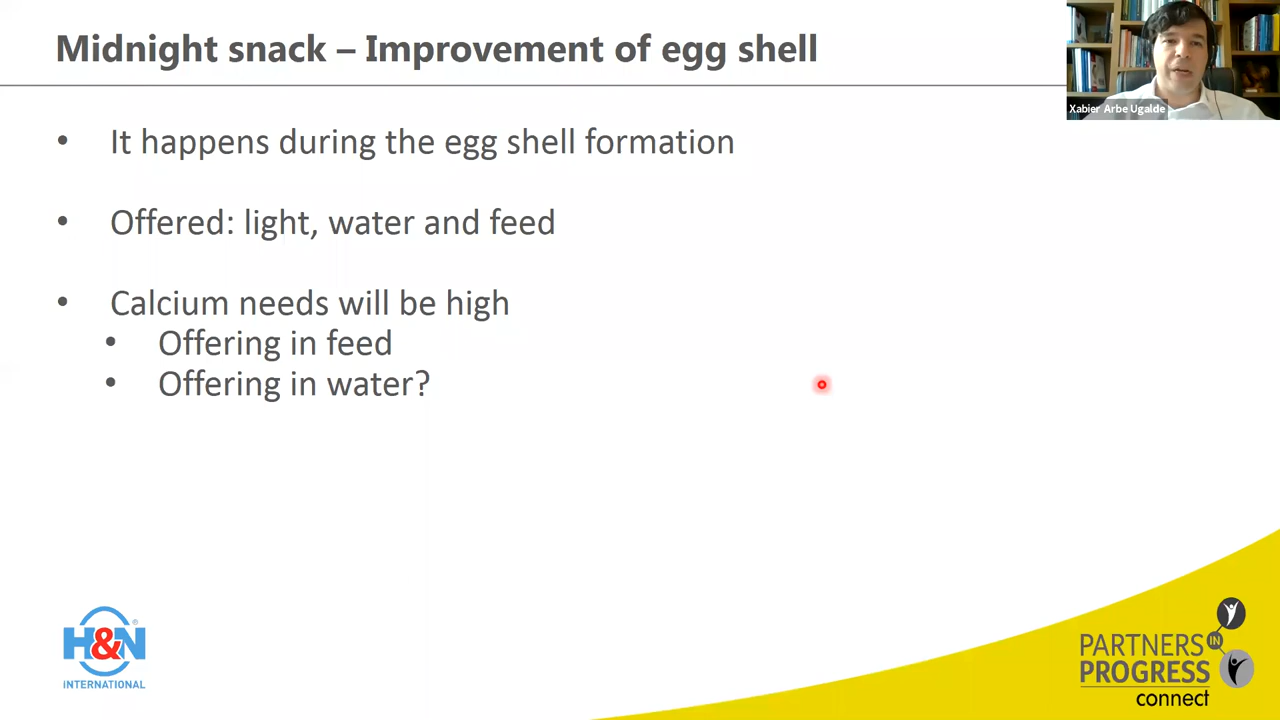 Midnight snack – Improvement of egg shell
Xabier Arbe Ugalde
• It happens during the egg shell formation
• Offered: light, water and feed
• Calcium needs will be high
• Offering in feed
• Offering in water?
H&N®
INTERNATIONAL
PARTNERS IN
PROGRESS
connect